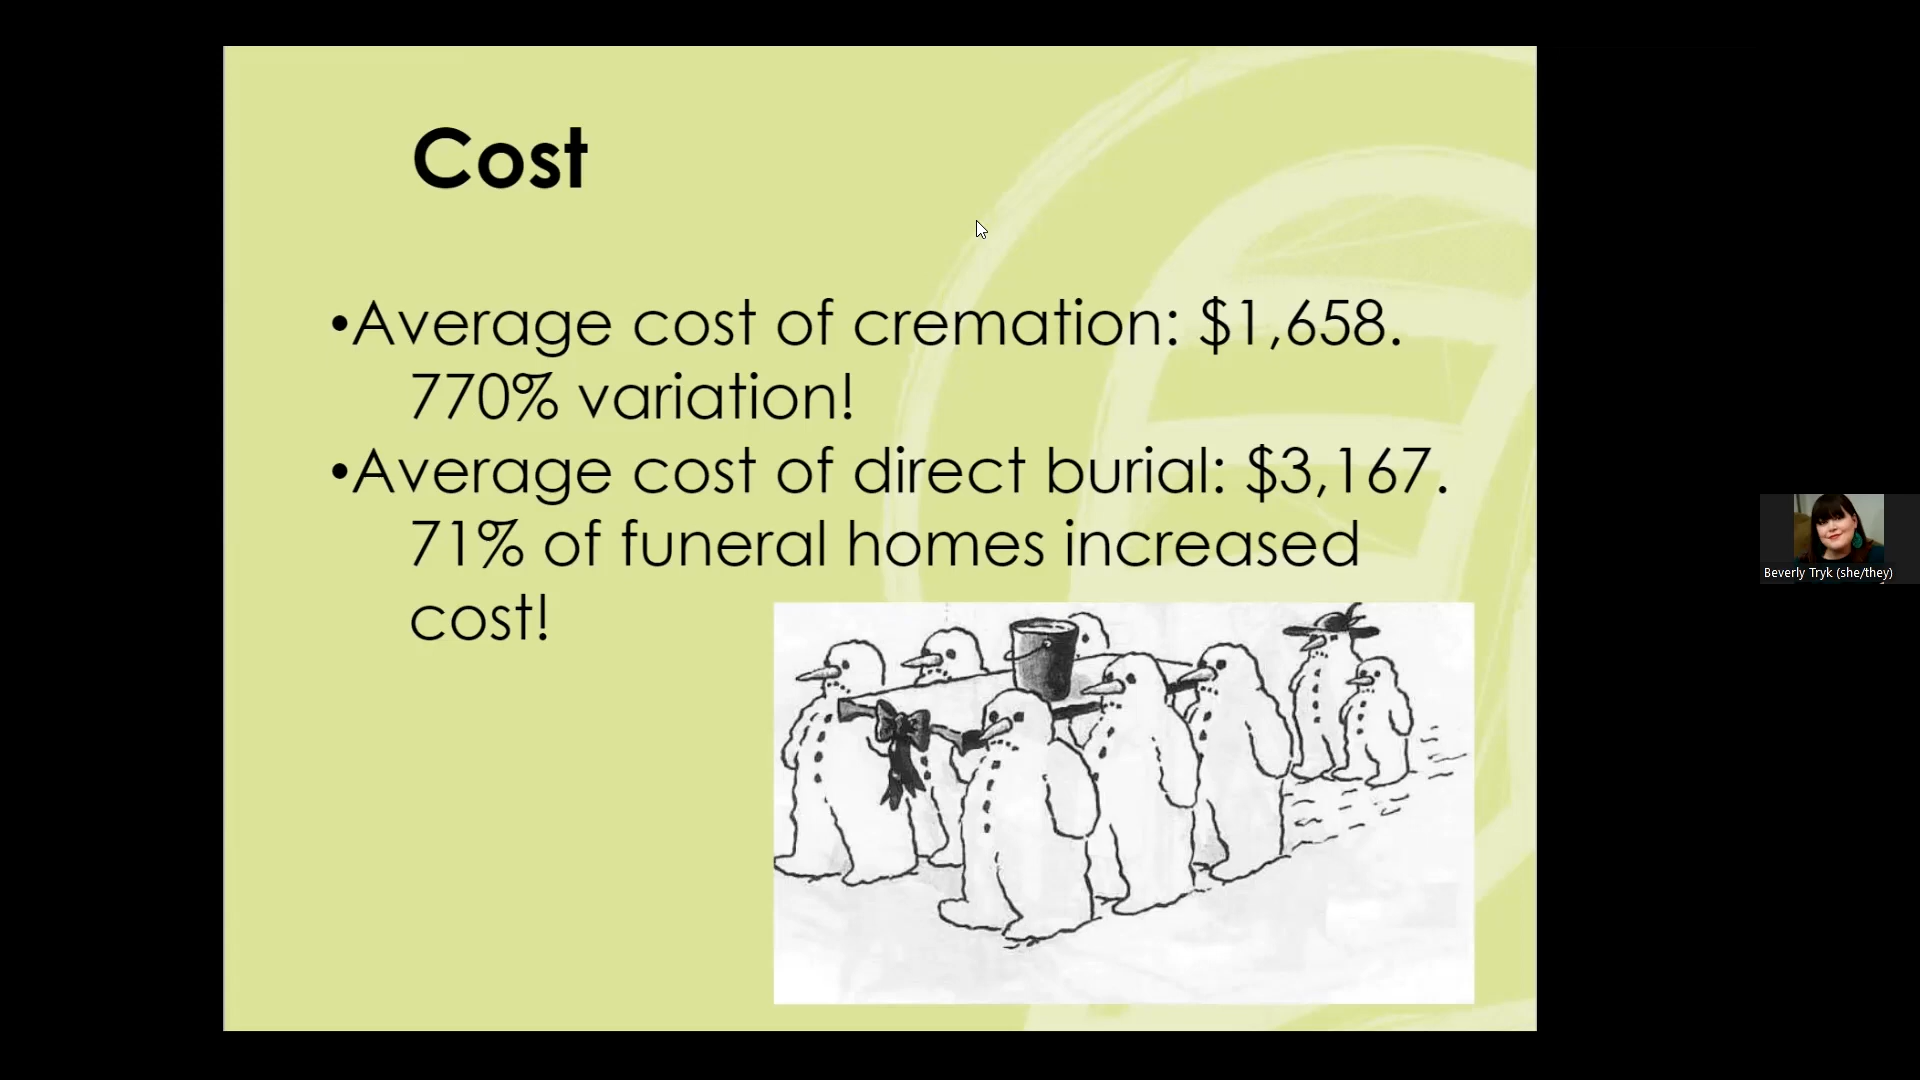 Cost
•Average cost of cremation: $1,658.
770% variation!
•Average cost of direct burial: $3,167.
71% of funeral homes increased
cost!
Beverly Tryk (she/they)